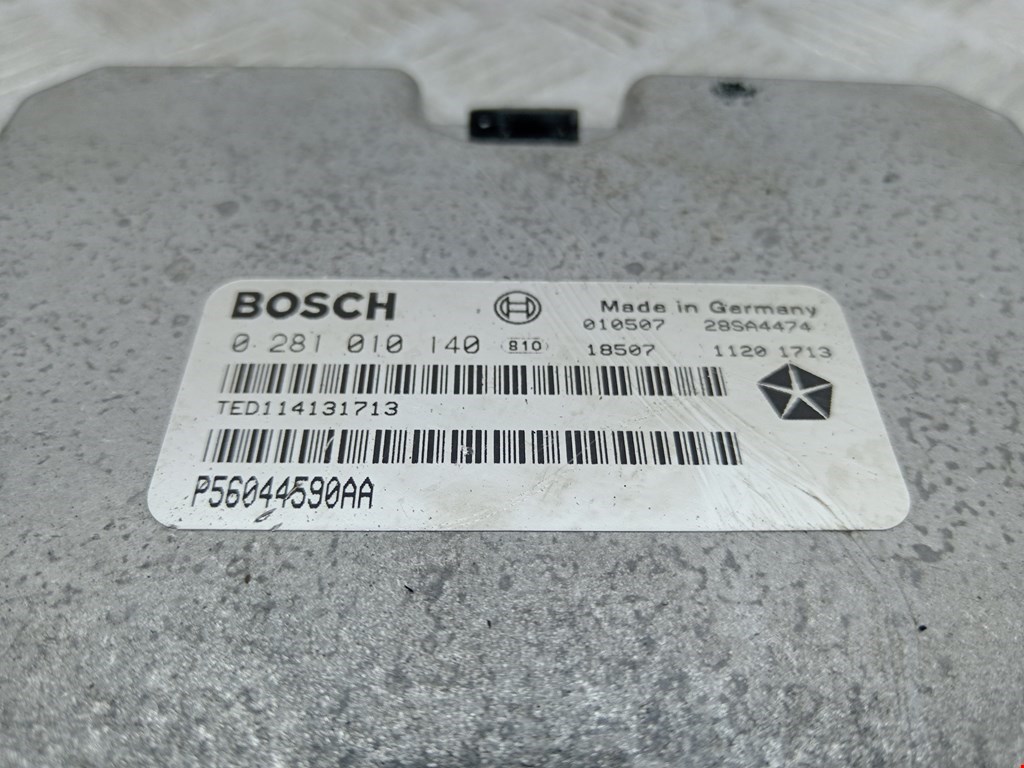 BOSCH
Made in Germany
010507 28SA4474
0 281 010 140 810
18507 1120 1713
TED114131713
P56044590AA